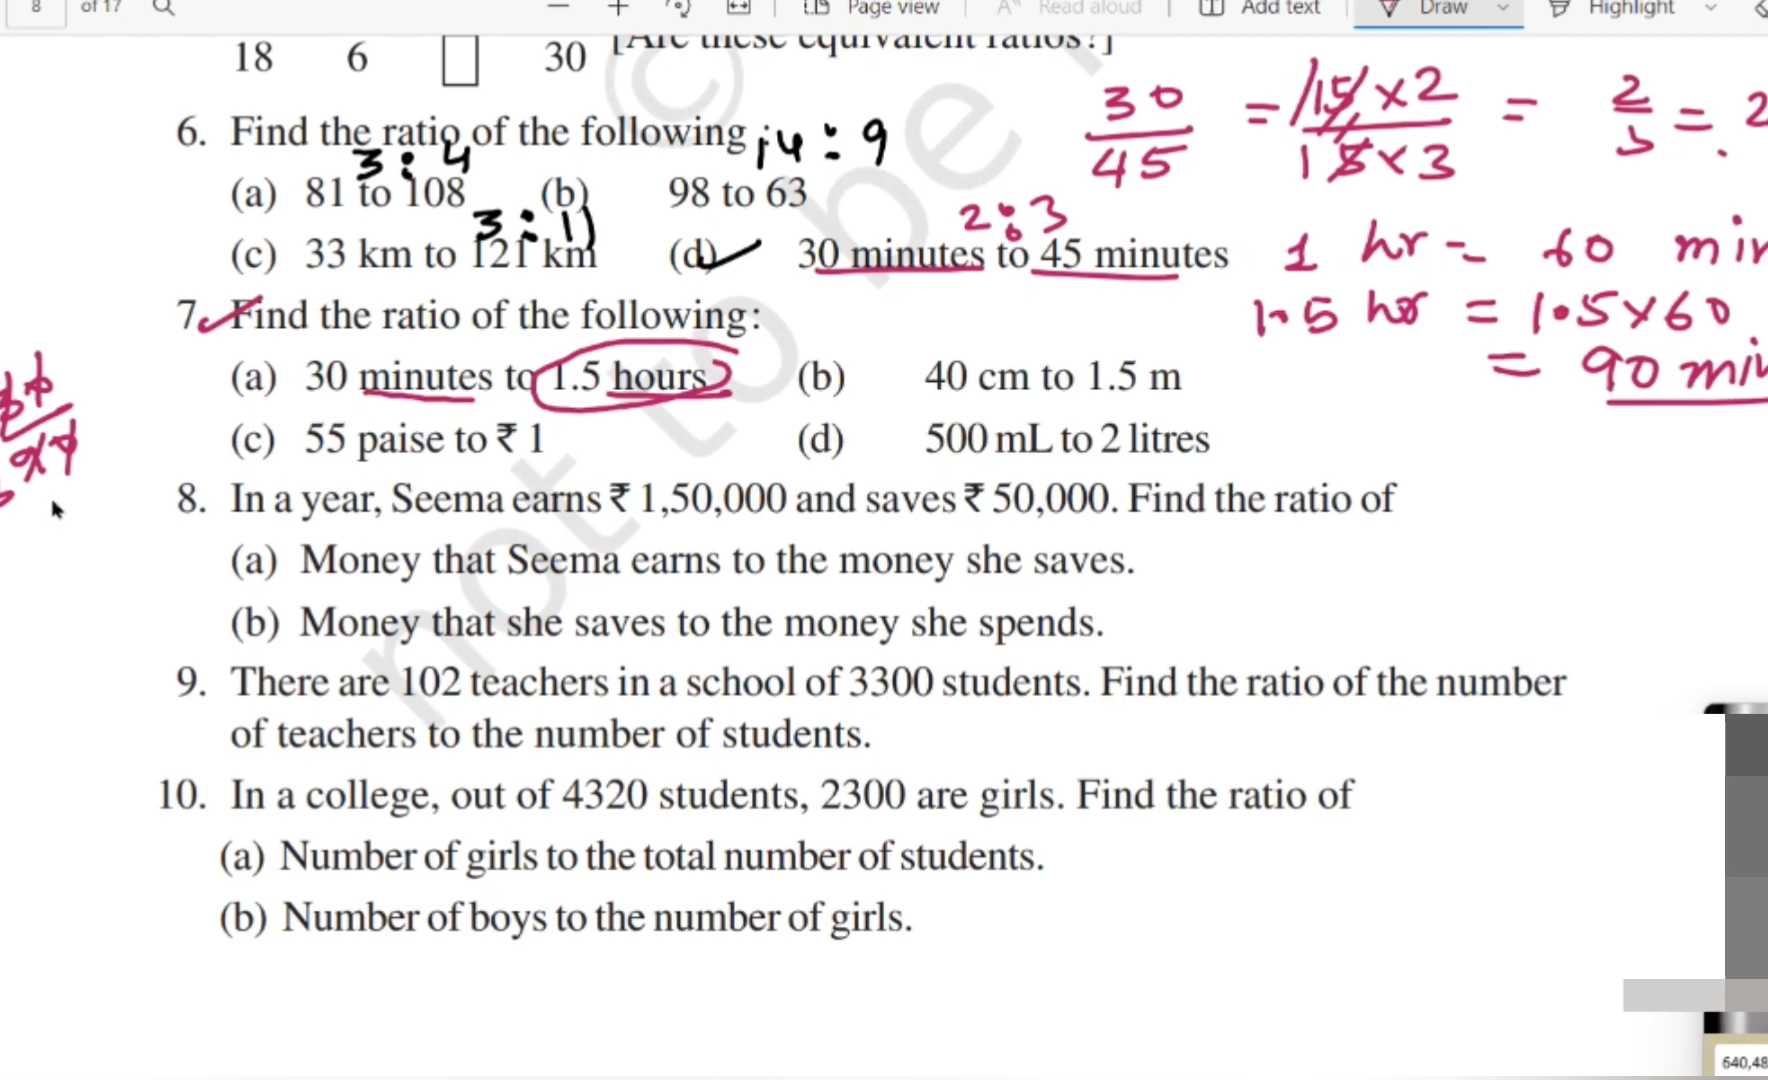 8 of 17 Page view Read aloud Add text Draw Highlight
18 6 30 [Are these equivalent ratios?]
30/45 = 15×2/15×3 = 2/3 = 2
6. Find the ratio of the following: 14 : 9
3 : 4
(a) 81 to 108 (b) 98 to 63
3 : 11 2 : 3
(c) 33 km to 121 km (d) 30 minutes to 45 minutes
1 hr = 60 min
7. Find the ratio of the following:
1.5 hr = 1.5×60
= 90 min
(a) 30 minutes to 1.5 hours (b) 40 cm to 1.5 m
(c) 55 paise to ₹ 1 (d) 500 mL to 2 litres
8. In a year, Seema earns ₹ 1,50,000 and saves ₹ 50,000. Find the ratio of
(a) Money that Seema earns to the money she saves.
(b) Money that she saves to the money she spends.
9. There are 102 teachers in a school of 3300 students. Find the ratio of the number
of teachers to the number of students.
10. In a college, out of 4320 students, 2300 are girls. Find the ratio of
(a) Number of girls to the total number of students.
(b) Number of boys to the number of girls.
© not to be
640,48